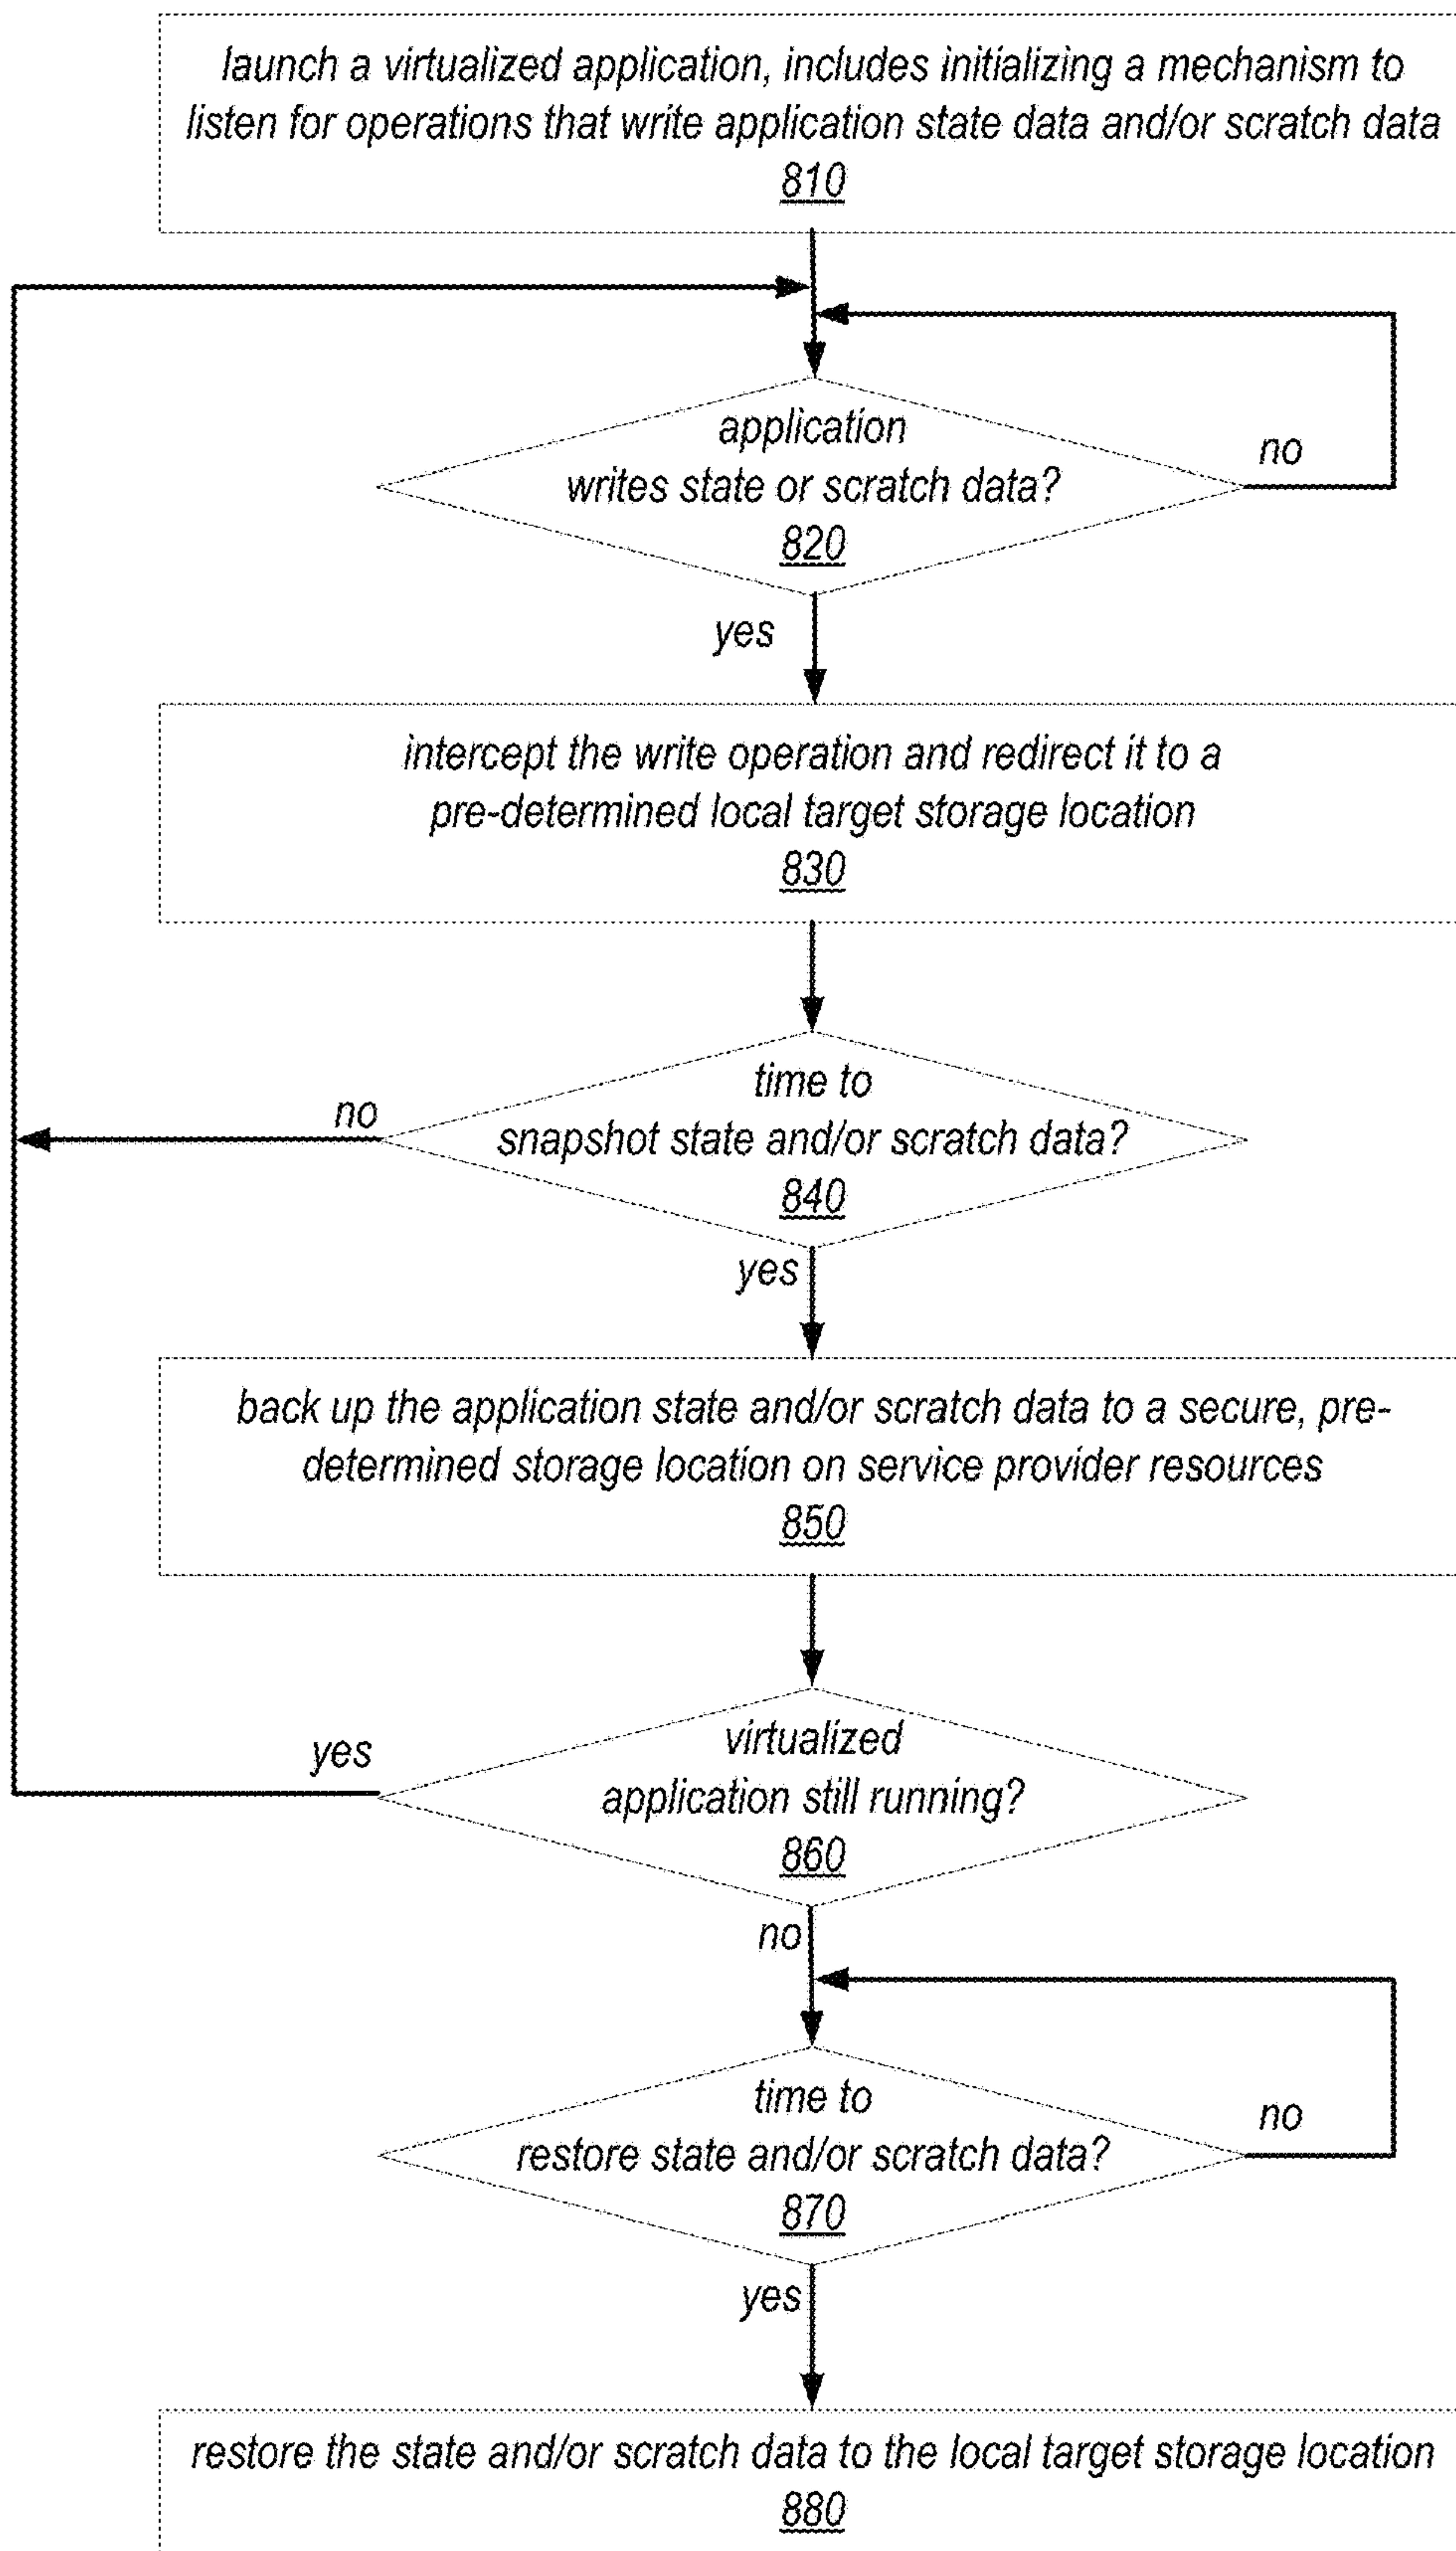 launch a virtualized application, includes initializing a mechanism to
listen for operations that write application state data and/or scratch data
810
application
writes state or scratch data?
820
no
yes
intercept the write operation and redirect it to a
pre-determined local target storage location
830
time to
snapshot state and/or scratch data?
840
no
yes
back up the application state and/or scratch data to a secure, pre-
determined storage location on service provider resources
850
virtualized
application still running?
860
yes
no
time to
restore state and/or scratch data?
870
no
yes
restore the state and/or scratch data to the local target storage location
880